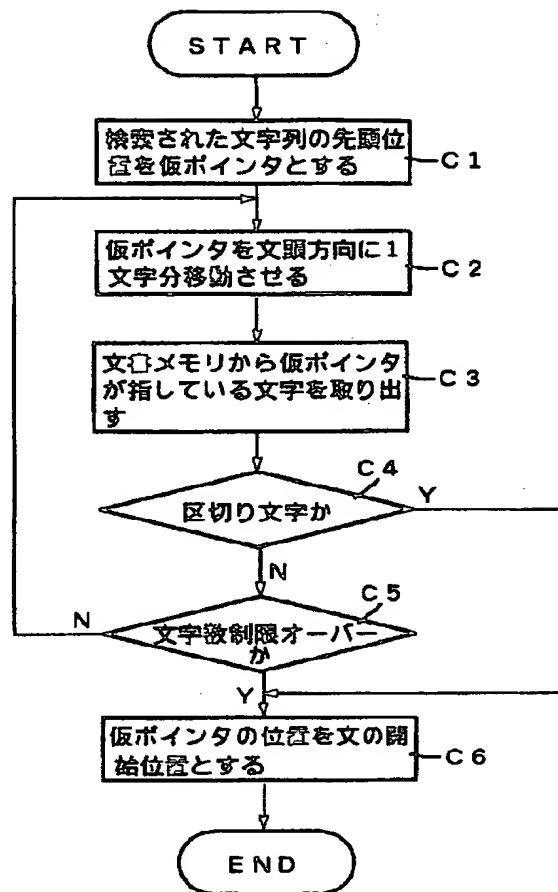 START
検索された文字列の先頭位
置を仮ポインタとする
C1
仮ポインタを文頭方向に1
文字分移動させる
C2
文書メモリから仮ポインタ
が指している文字を取り出
す
C3
C4
区切り文字か
Y
N
C5
文字数制限オーバー
か
N
Y
仮ポインタの位置を文の開
始位置とする
C6
END